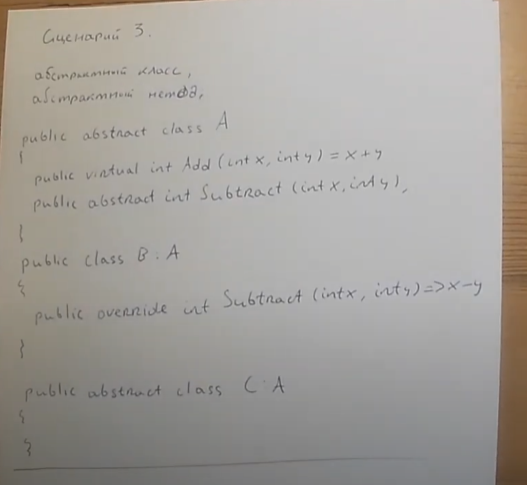 Сценарий 3.
абстрактный класс,
абстрактный метод,
public abstract class A
{
public virtual int Add (int x, int y) = x+y
public abstract int Subtract (int x, int y),
{
public class B : A
{
public override int Subtract (int x, int y) => x-y
}
public abstract class C : A
{
}